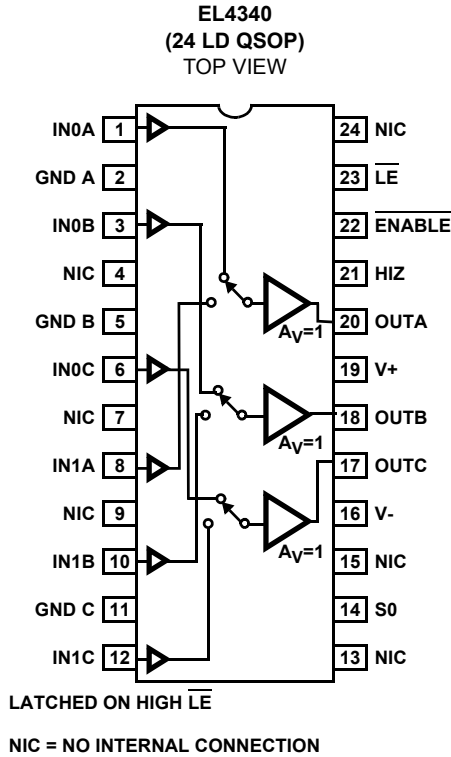 EL4340
(24 LD QSOP)
TOP VIEW
IN0A 1
GND A 2
IN0B 3
NIC 4
GND B 5
IN0C 6
NIC 7
IN1A 8
NIC 9
IN1B 10
GND C 11
IN1C 12
24 NIC
23 L̅E̅
22 E̅N̅A̅B̅L̅E̅
21 HIZ
20 OUTA
19 V+
18 OUTB
17 OUTC
16 V-
15 NIC
14 S0
13 NIC
AV=1
AV=1
AV=1
LATCHED ON HIGH L̅E̅
NIC = NO INTERNAL CONNECTION